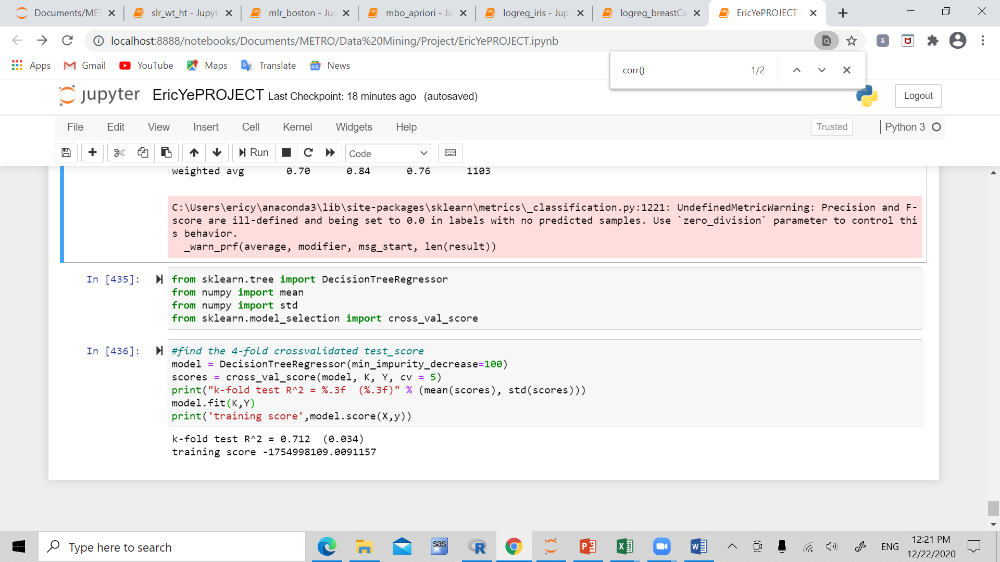 Documents/MET
slr_wt_ht - Jupyt
mlr_boston - Jup
mbo_apriori - Ju
logreg_iris - Jup
logreg_breastCa
EricYePROJECT -
localhost:8888/notebooks/Documents/METRO/Data%20Mining/Project/EricYePROJECT.ipynb
Apps Gmail YouTube Maps Translate News
corr() 1/2
jupyter EricYePROJECT Last Checkpoint: 18 minutes ago (autosaved)
Logout
File Edit View Insert Cell Kernel Widgets Help Trusted Python 3
Run Code
weighted avg 0.70 0.84 0.76 1103
C:\Users\ericy\anaconda3\lib\site-packages\sklearn\metrics\_classification.py:1221: UndefinedMetricWarning: Precision and F-
score are ill-defined and being set to 0.0 in labels with no predicted samples. Use `zero_division` parameter to control thi
s behavior.
_warn_prf(average, modifier, msg_start, len(result))
In [435]: from sklearn.tree import DecisionTreeRegressor
from numpy import mean
from numpy import std
from sklearn.model_selection import cross_val_score
In [436]: #find the 4-fold crossvalidated test_score
model = DecisionTreeRegressor(min_impurity_decrease=100)
scores = cross_val_score(model, K, Y, cv = 5)
print("k-fold test R^2 = %.3f  (%.3f)" % (mean(scores), std(scores)))
model.fit(K,Y)
print('training score',model.score(X,y))
k-fold test R^2 = 0.712  (0.034)
training score -1754998109.0091157
Type here to search
sas
ENG
12:21 PM
12/22/2020